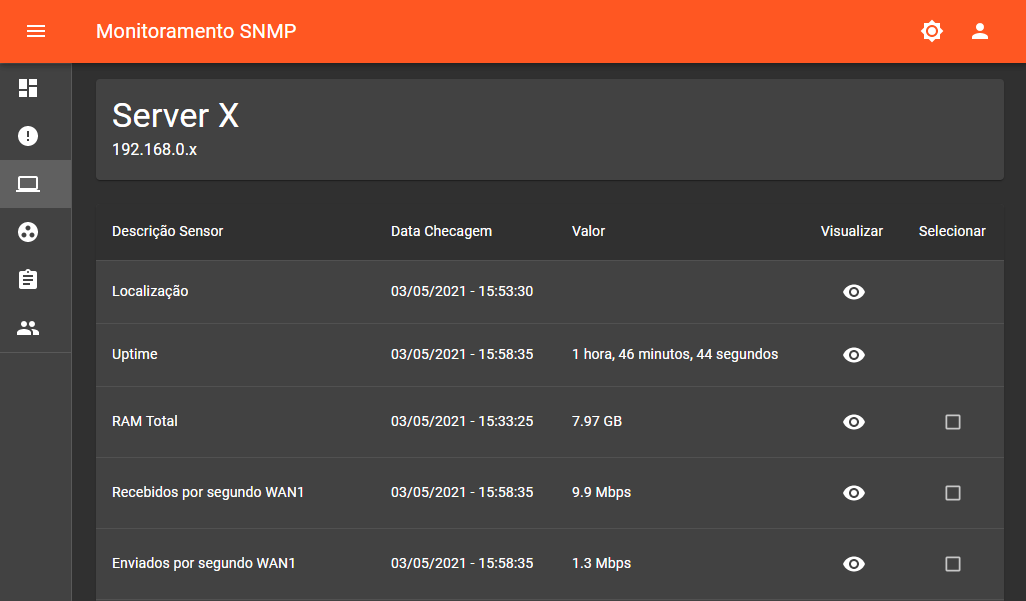 Monitoramento SNMP
Server X
192.168.0.x
Descrição Sensor Data Checagem Valor Visualizar Selecionar
Localização 03/05/2021 - 15:53:30
Uptime 03/05/2021 - 15:58:35 1 hora, 46 minutos, 44 segundos
RAM Total 03/05/2021 - 15:33:25 7.97 GB
Recebidos por segundo WAN1 03/05/2021 - 15:58:35 9.9 Mbps
Enviados por segundo WAN1 03/05/2021 - 15:58:35 1.3 Mbps